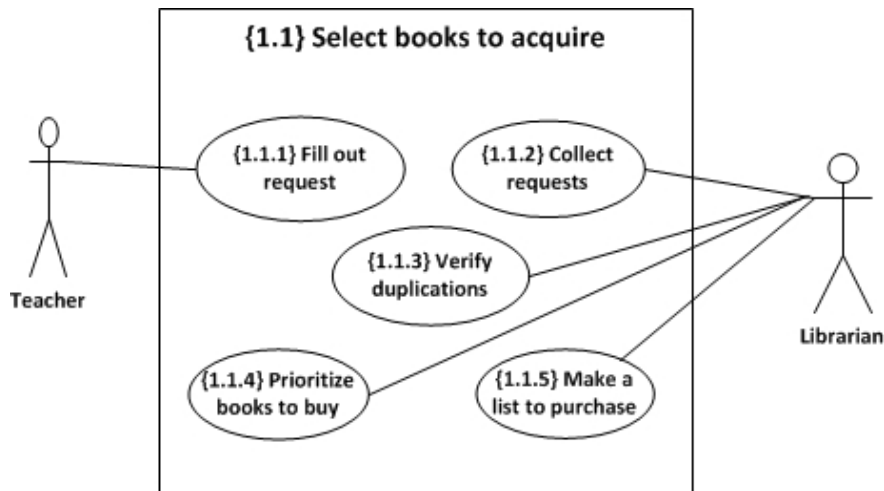 {1.1} Select books to acquire
{1.1.1} Fill out
request
{1.1.2} Collect
requests
{1.1.3} Verify
duplications
Teacher
Librarian
{1.1.4} Prioritize
books to buy
{1.1.5} Make a
list to purchase